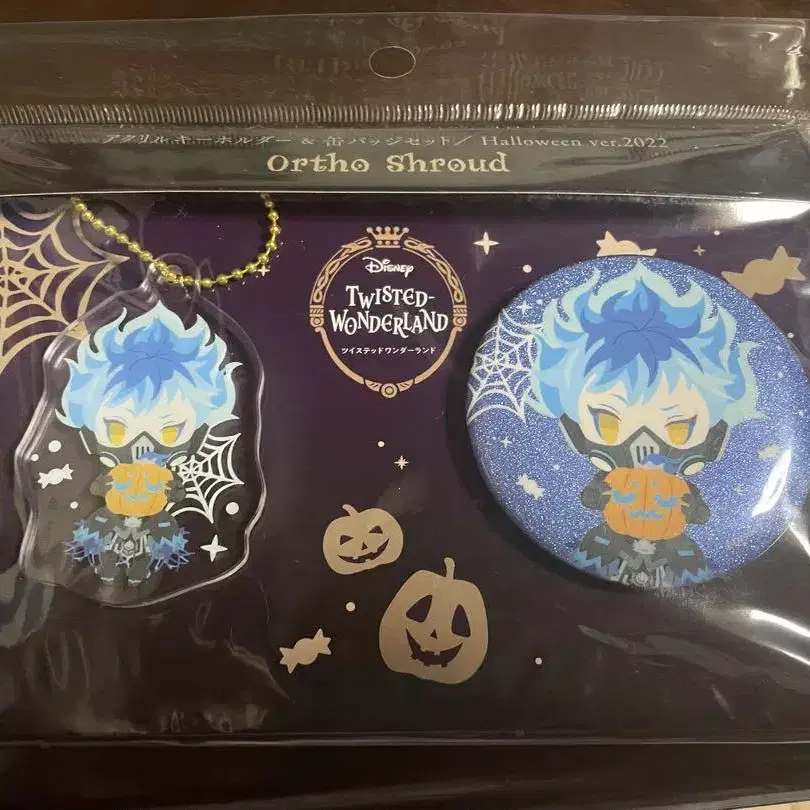 アクリルキーホルダー & 缶バッジセット／ Halloween ver.2022
Ortho Shroud
Disney
TWISTED-
WONDERLAND
ツイステッドワンダーランド